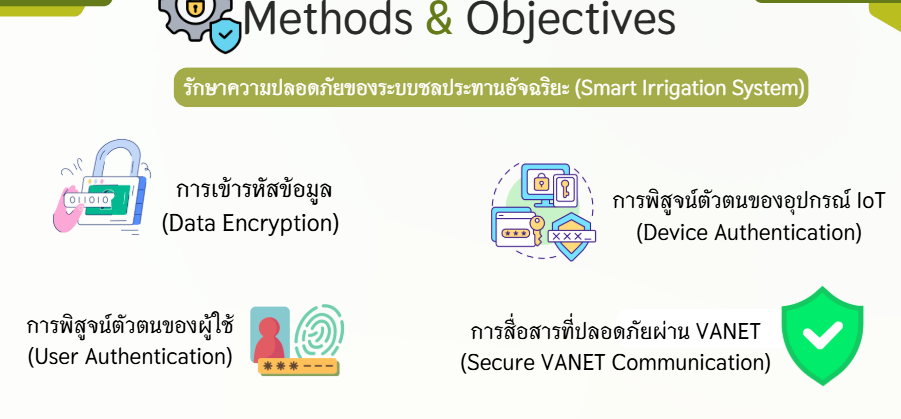 Methods & Objectives
รักษาความปลอดภัยของระบบชลประทานอัจฉริยะ (Smart Irrigation System)
การเข้ารหัสข้อมูล
(Data Encryption)
011010
การพิสูจน์ตัวตนของอุปกรณ์ IoT
(Device Authentication)
***
XXX_
การพิสูจน์ตัวตนของผู้ใช้
(User Authentication)
***---
การสื่อสารที่ปลอดภัยผ่าน VANET
(Secure VANET Communication)